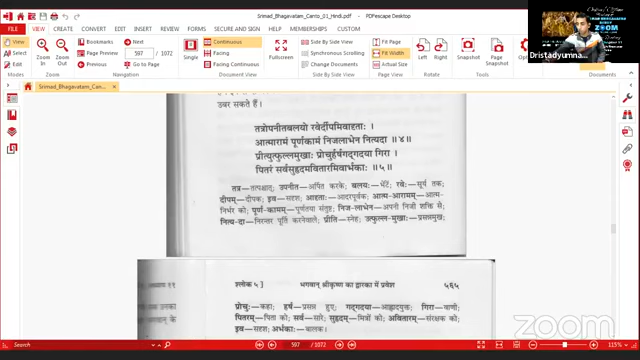 Srimad_Bhagavatam_Canto_01_Hindi.pdf - PDFescape Desktop
FILE VIEW CREATE CONVERT EDIT INSERT REVIEW FORMS SECURE AND SIGN OCR HELP
View
Select
Edit
Zoom In
Zoom Out
Bookmarks Next
Previous Page 597 / 1072
Navigation Go to Page
Navigation
Continuous
Facing
Facing Continuous
Document View
Fullscreen
Side By Side View
Synchronous Scrolling
Change Documents
Side By Side View
Fit Page
Fit Width
Actual Size
Page View
Left Right
Rotate
Snapshot Page Snapshot
Tools
Documents
ZOOM
Dristadyumna...
Srimad_Bhagavatam_Canto_01_Hindi
उबर सकते हैं।
तत्रोपनीतबलयो रवेर्दीपमिवादृताः ।
आत्मारामं पूर्णकामं निजलाभेन नित्यदा ॥ ४॥
प्रीत्युत्फुल्लमुखाः प्रोचुर्हर्षगद्गदया गिरा ।
पितरं सर्वसुहृदमवितारमिवार्भकाः ॥ ५॥
तत्र—तत्पश्चात्; उपनीत—अर्पित करके; बलयः—भेंटें; रवेः—सूर्य तक;
दीपम्—दीपक; इव—सदृश; आदृताः—आदरपूर्वक; आत्म-आरामम्—आत्म-
निर्भर को; पूर्ण-कामम्—पूर्णतया संतुष्ट; निज-लाभेन—अपनी निजी शक्ति से;
नित्य-दा—निरन्तर पूर्ति करनेवाले; प्रीति—स्नेह; उत्फुल्ल-मुखाः—प्रसन्नमुख;
श्लोक ५ ] भगवान् श्रीकृष्ण का द्वारका में प्रवेश ५६५
प्रोचुः—कहा; हर्ष—प्रसन्न हुए; गद्गदया—आह्लादयुक्त; गिरा—वाणी;
पितरम्—पिता को; सर्व—सारे; सुहृदम्—मित्रों को; अवितारम्—संरक्षक को;
इव—सदृश; अर्भकाः—बालक।
zoom
Search 597 / 1072 115%